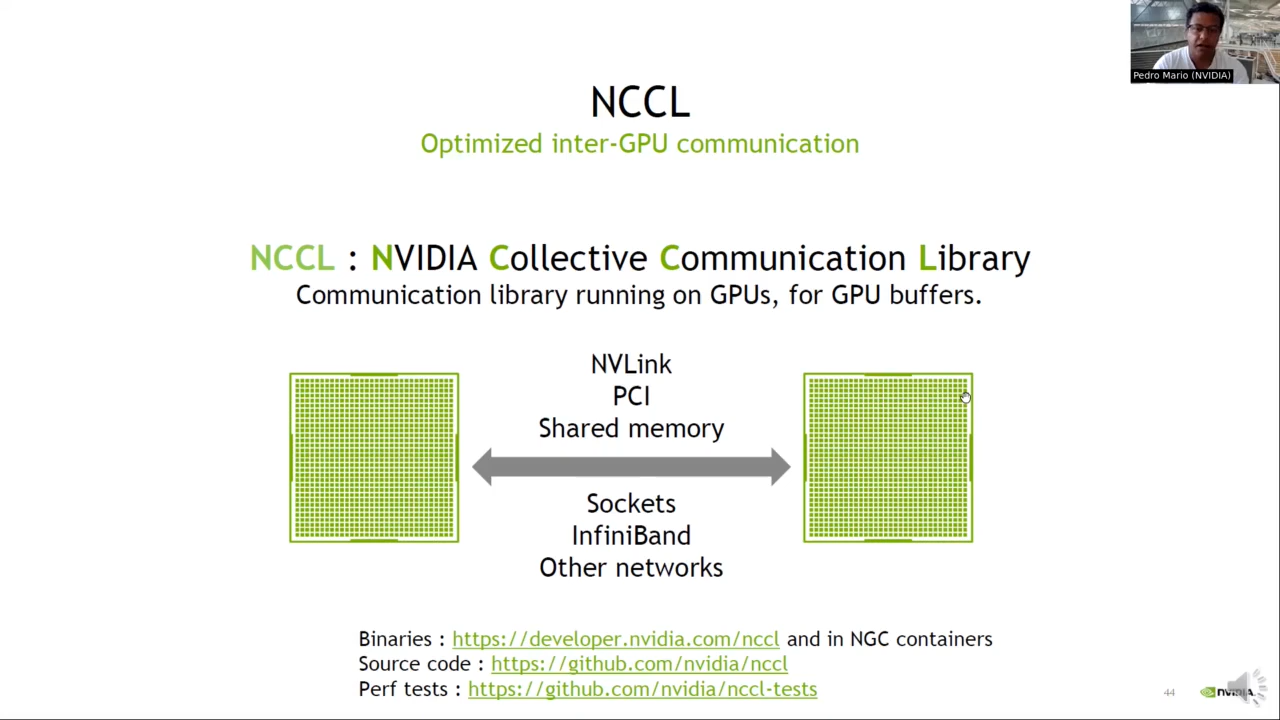 Pedro Mario (NVIDIA)
NCCL
Optimized inter-GPU communication
NCCL : NVIDIA Collective Communication Library
Communication library running on GPUs, for GPU buffers.
NVLink
PCI
Shared memory
Sockets
InfiniBand
Other networks
Binaries : https://developer.nvidia.com/nccl and in NGC containers
Source code : https://github.com/nvidia/nccl
Perf tests : https://github.com/nvidia/nccl-tests
44
NVIDIA.